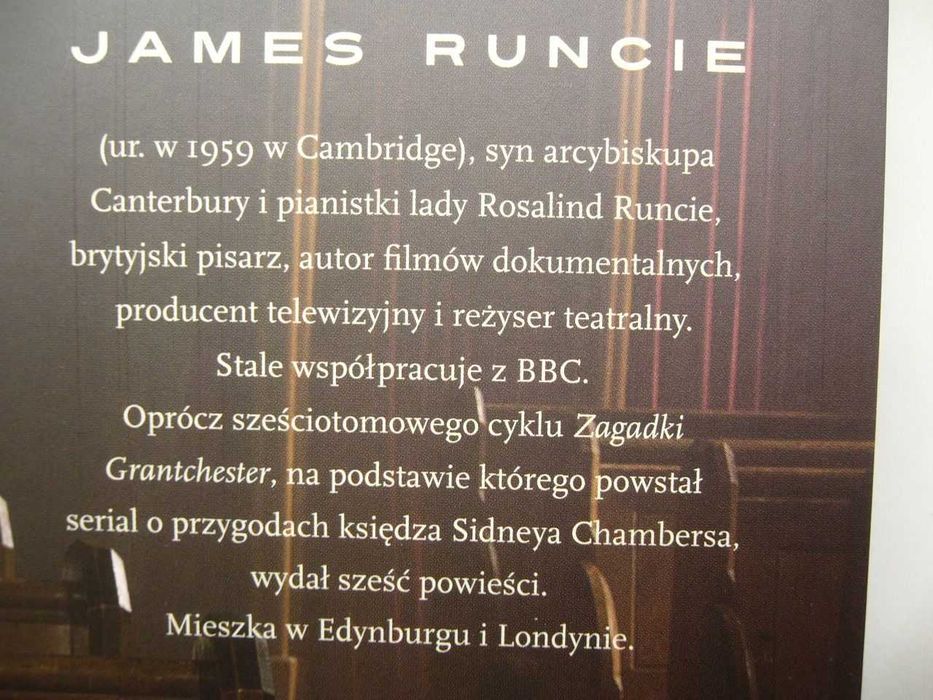 JAMES RUNCIE
(ur. w 1959 w Cambridge), syn arcybiskupa
Canterbury i pianistki lady Rosalind Runcie,
brytyjski pisarz, autor filmów dokumentalnych,
producent telewizyjny i reżyser teatralny.
Stale współpracuje z BBC.
Oprócz sześciotomowego cyklu Zagadki
Grantchester, na podstawie którego powstał
serial o przygodach księdza Sidneya Chambersa,
wydał sześć powieści.
Mieszka w Edynburgu i Londynie.